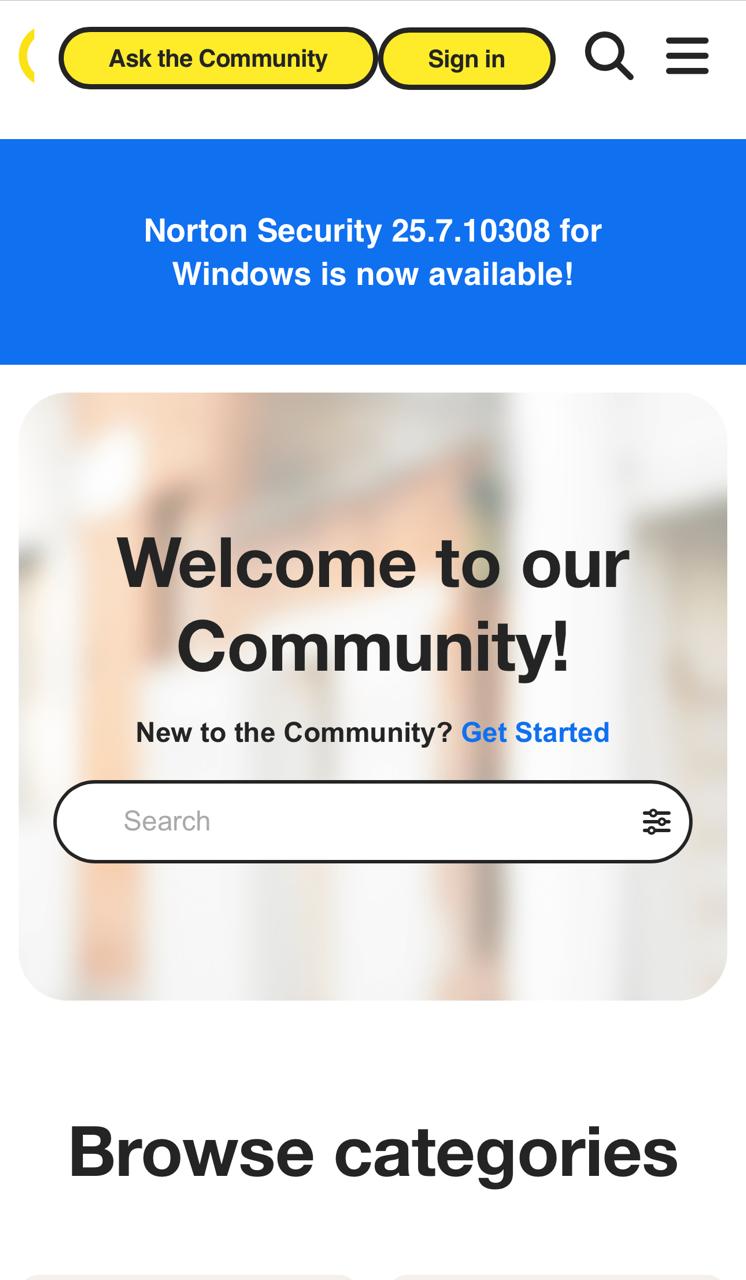 Ask the Community
Sign in
Norton Security 25.7.10308 for
Windows is now available!
Welcome to our
Community!
New to the Community? Get Started
Search
Browse categories